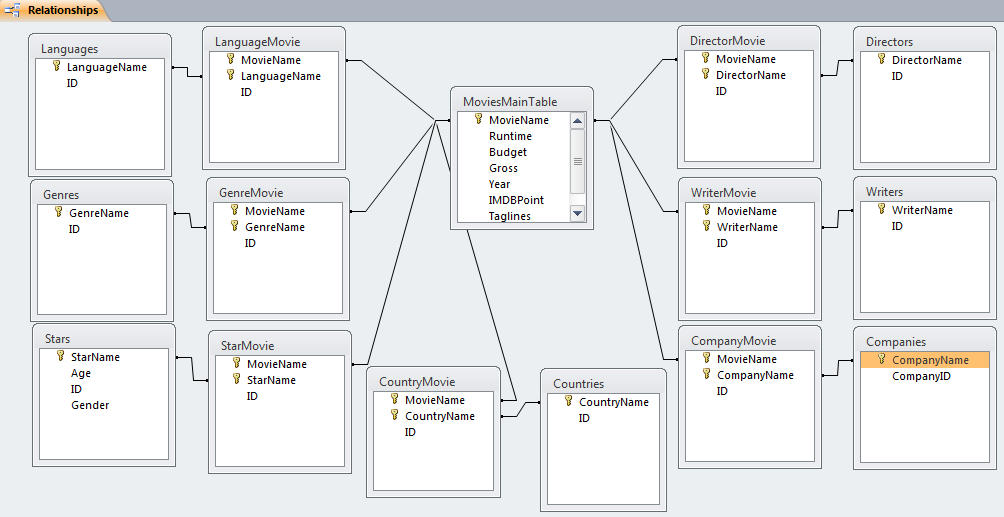 Relationships
Languages
LanguageName
ID
LanguageMovie
MovieName
LanguageName
ID
MoviesMainTable
MovieName
Runtime
Budget
Gross
Year
IMDBPoint
Taglines
DirectorMovie
MovieName
DirectorName
ID
Directors
DirectorName
ID
Genres
GenreName
ID
GenreMovie
MovieName
GenreName
ID
WriterMovie
MovieName
WriterName
ID
Writers
WriterName
ID
Stars
StarName
Age
ID
Gender
StarMovie
MovieName
StarName
ID
CountryMovie
MovieName
CountryName
ID
Countries
CountryName
ID
CompanyMovie
MovieName
CompanyName
ID
Companies
CompanyName
CompanyID